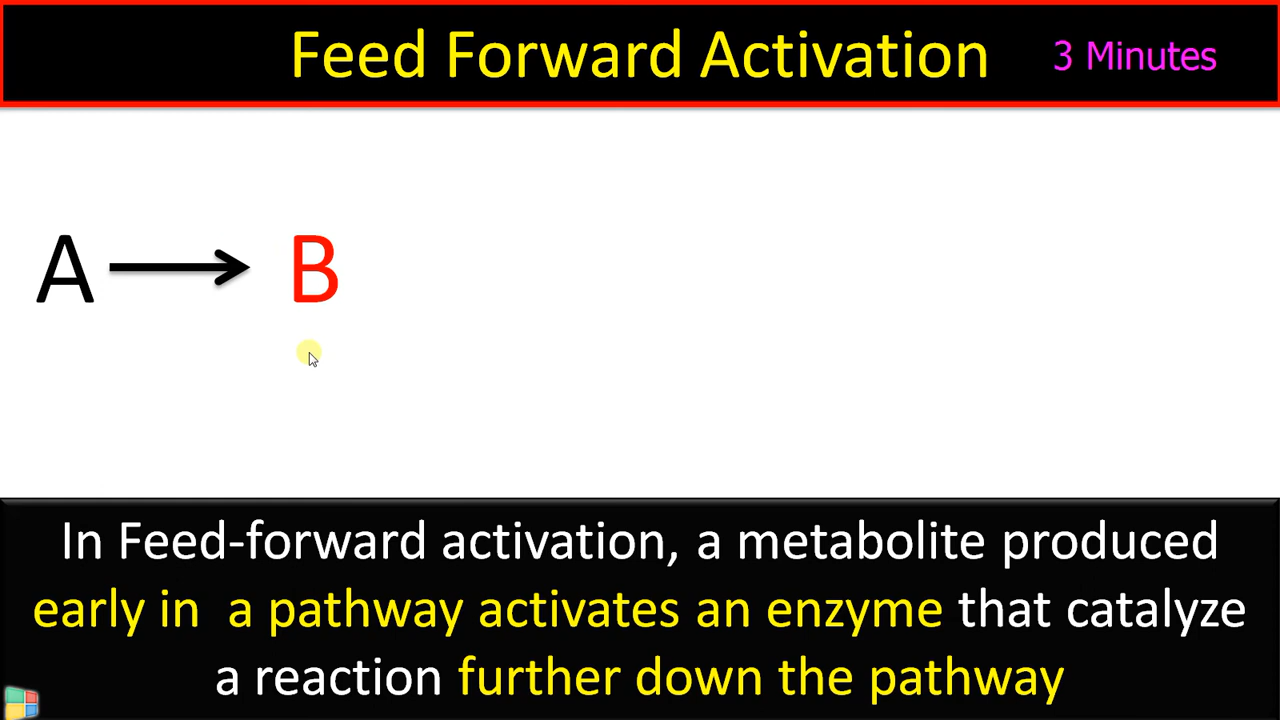 Feed Forward Activation 3 Minutes
A B
In Feed-forward activation, a metabolite produced
early in a pathway activates an enzyme that catalyze
a reaction further down the pathway